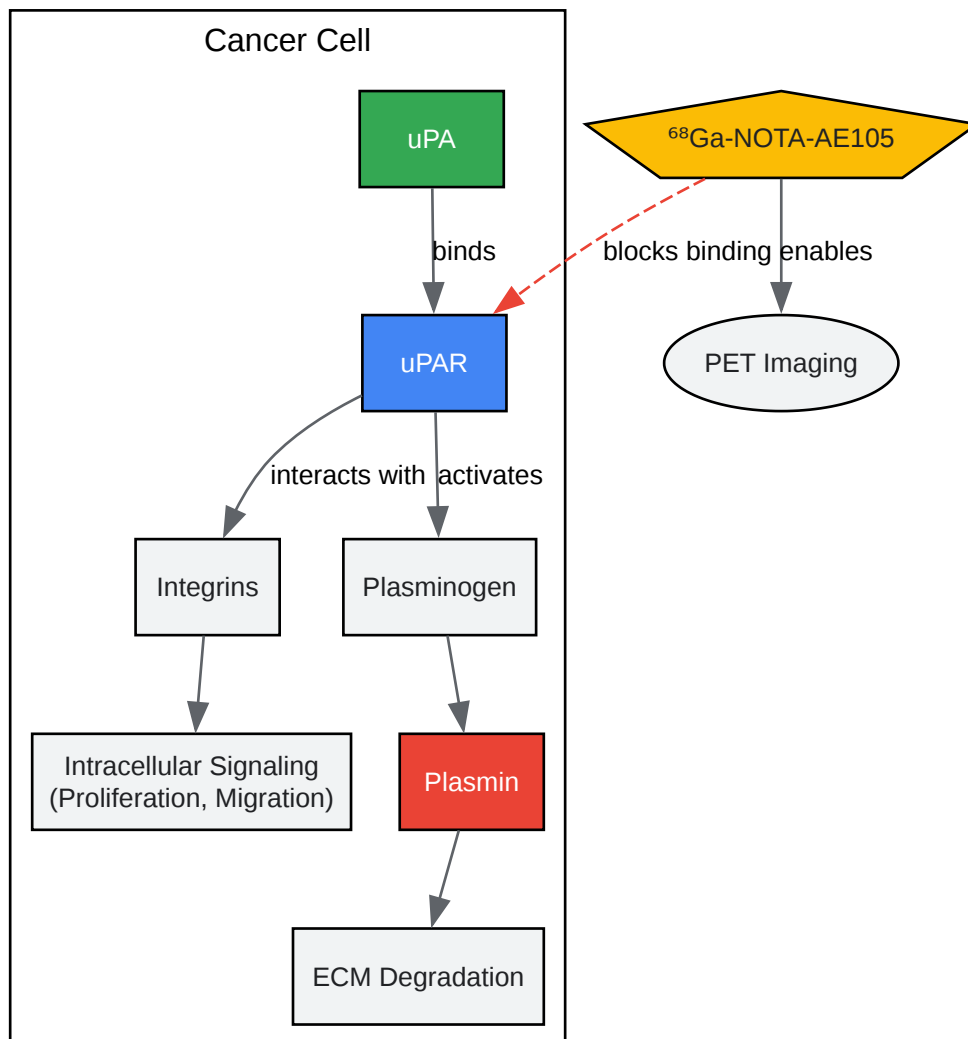 Cancer Cell
uPA
⁶⁸Ga-NOTA-AE105
binds
blocks binding
enables
uPAR
PET Imaging
interacts with
activates
Integrins
Plasminogen
Intracellular Signaling
(Proliferation, Migration)
Plasmin
ECM Degradation